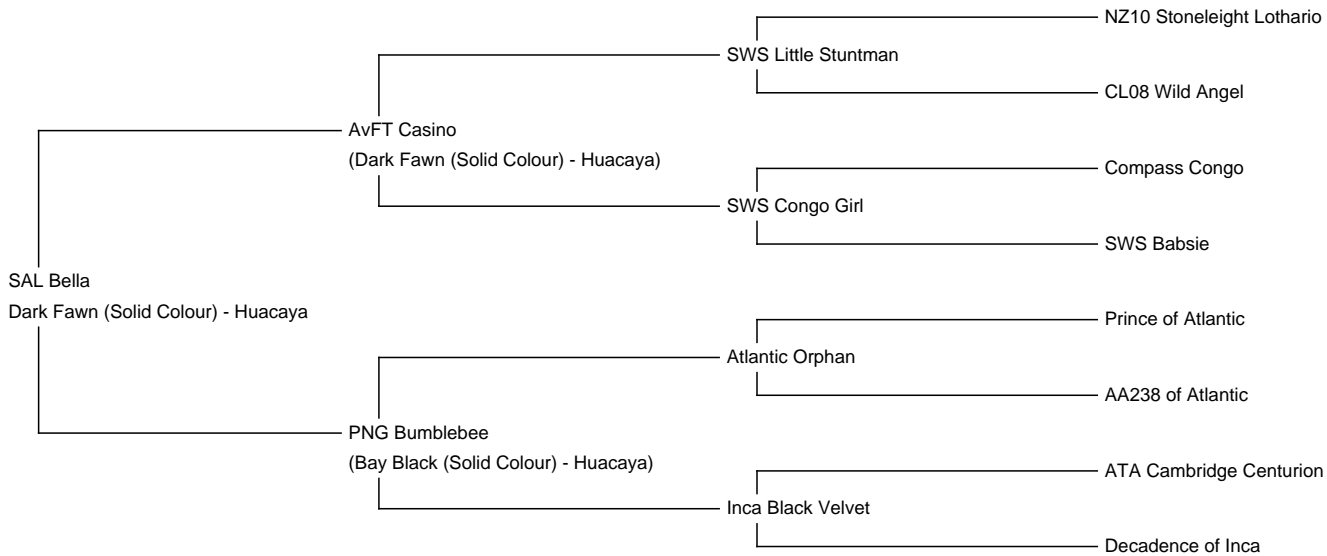 NZ10 Stoneleight Lothario
SWS Little Stuntman
CL08 Wild Angel
AvFT Casino
(Dark Fawn (Solid Colour) - Huacaya)
Compass Congo
SWS Congo Girl
SWS Babsie
SAL Bella
Dark Fawn (Solid Colour) - Huacaya
Prince of Atlantic
Atlantic Orphan
AA238 of Atlantic
PNG Bumblebee
(Bay Black (Solid Colour) - Huacaya)
ATA Cambridge Centurion
Inca Black Velvet
Decadence of Inca